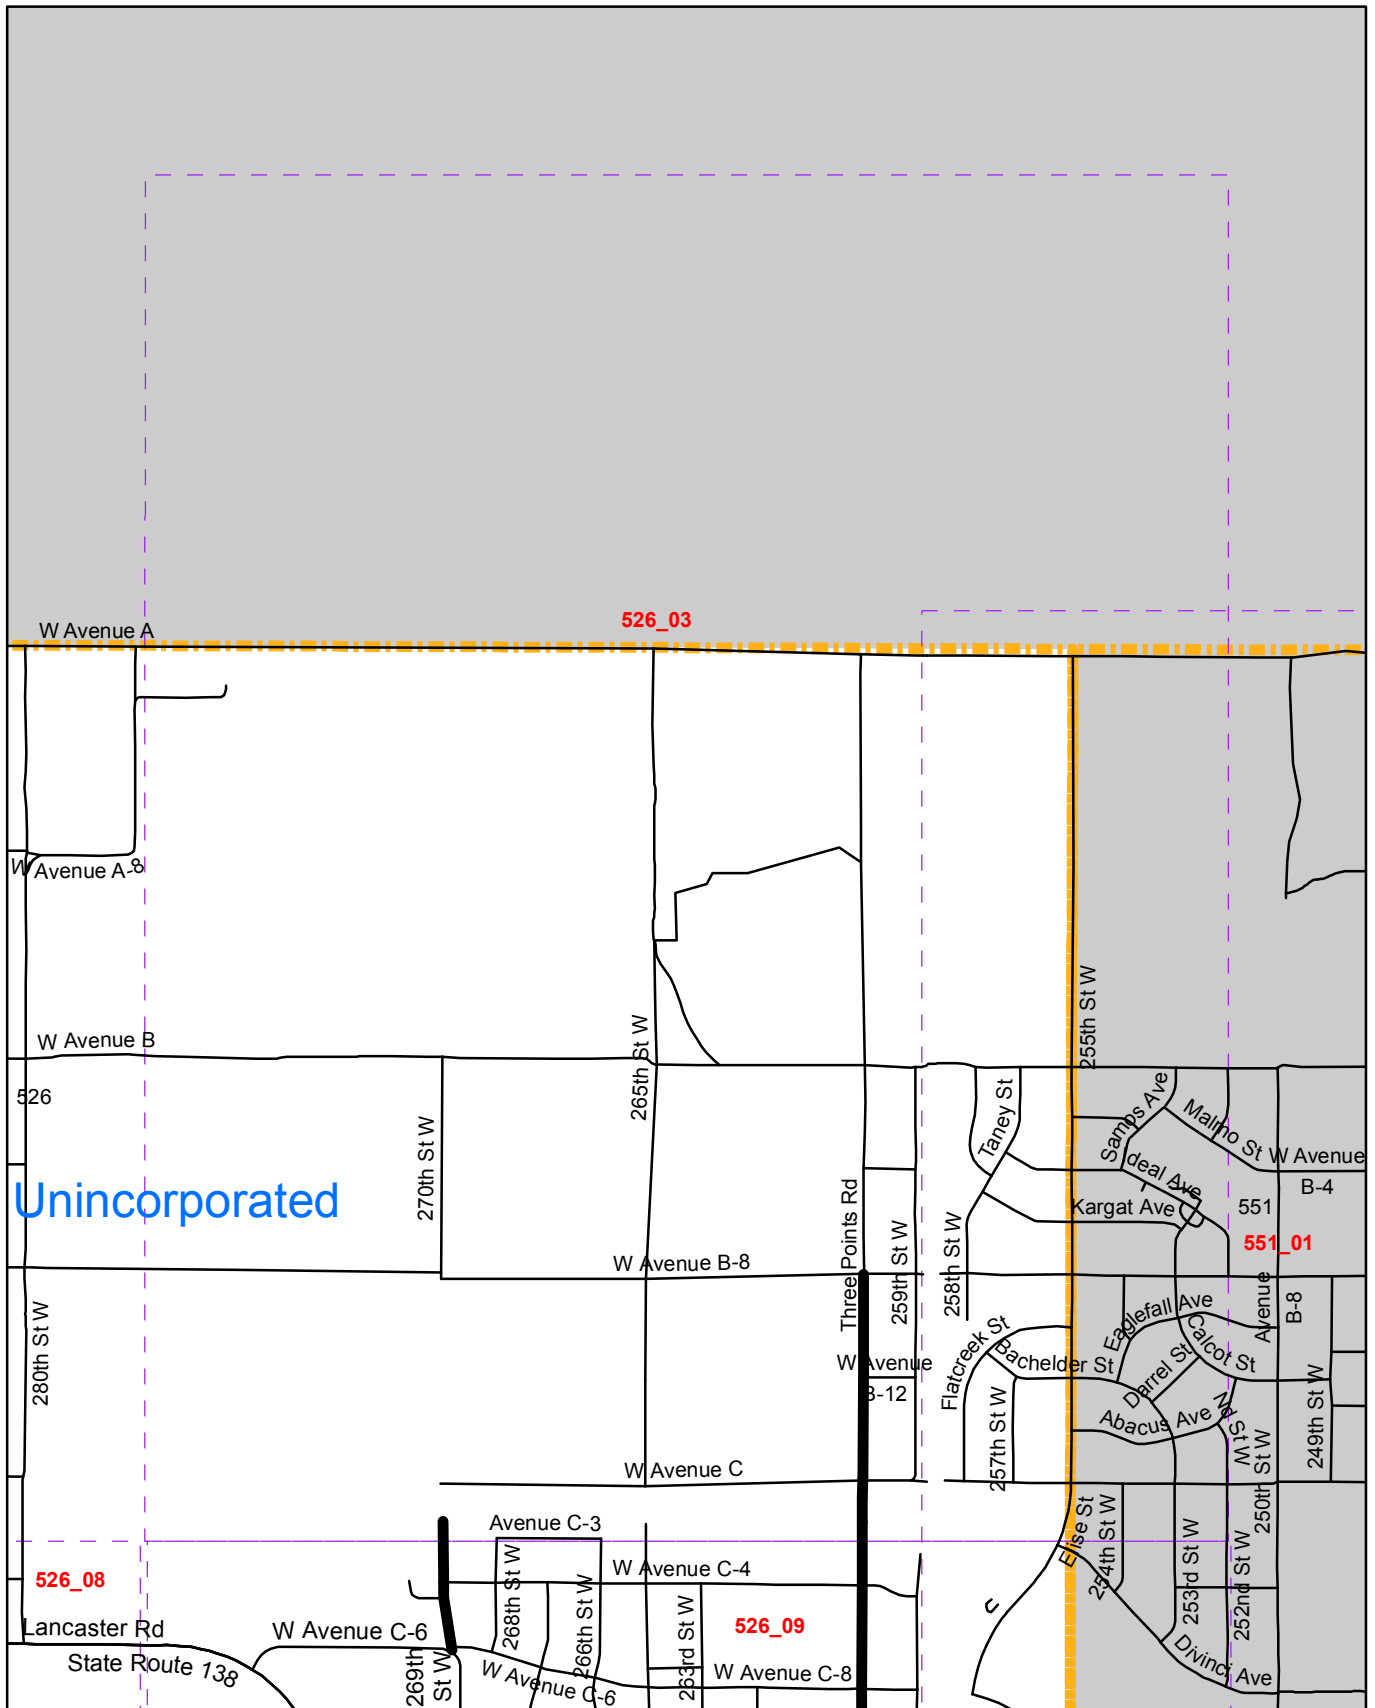 526_03
W Avenue A
W Avenue A-8
255th St W
W Avenue B
265th St W
526
270th St W
Taney St
Samos Ave
Malmo St
W Avenue
B-4
deal Ave
Kargat Ave
551
551_01
Unincorporated
Three Points Rd
259th St W
258th St W
W Avenue B-8
Avenue
B-8
280th St W
Eaglefall Ave
Calcot St
Flatcreek St
Bachelder St
W Avenue
B-12
Darrel St
Abacus Ave
Nd St W
249th St W
257th St W
250th St W
W Avenue C
Avenue C-3
Elise St
254th St W
253rd St W
252nd St W
W Avenue C-4
526_08
268th St W
266th St W
263rd St W
526_09
Lancaster Rd
State Route 138
W Avenue C-6
269th
St W
W Avenue C-6
W Avenue C-8
Divinci Ave